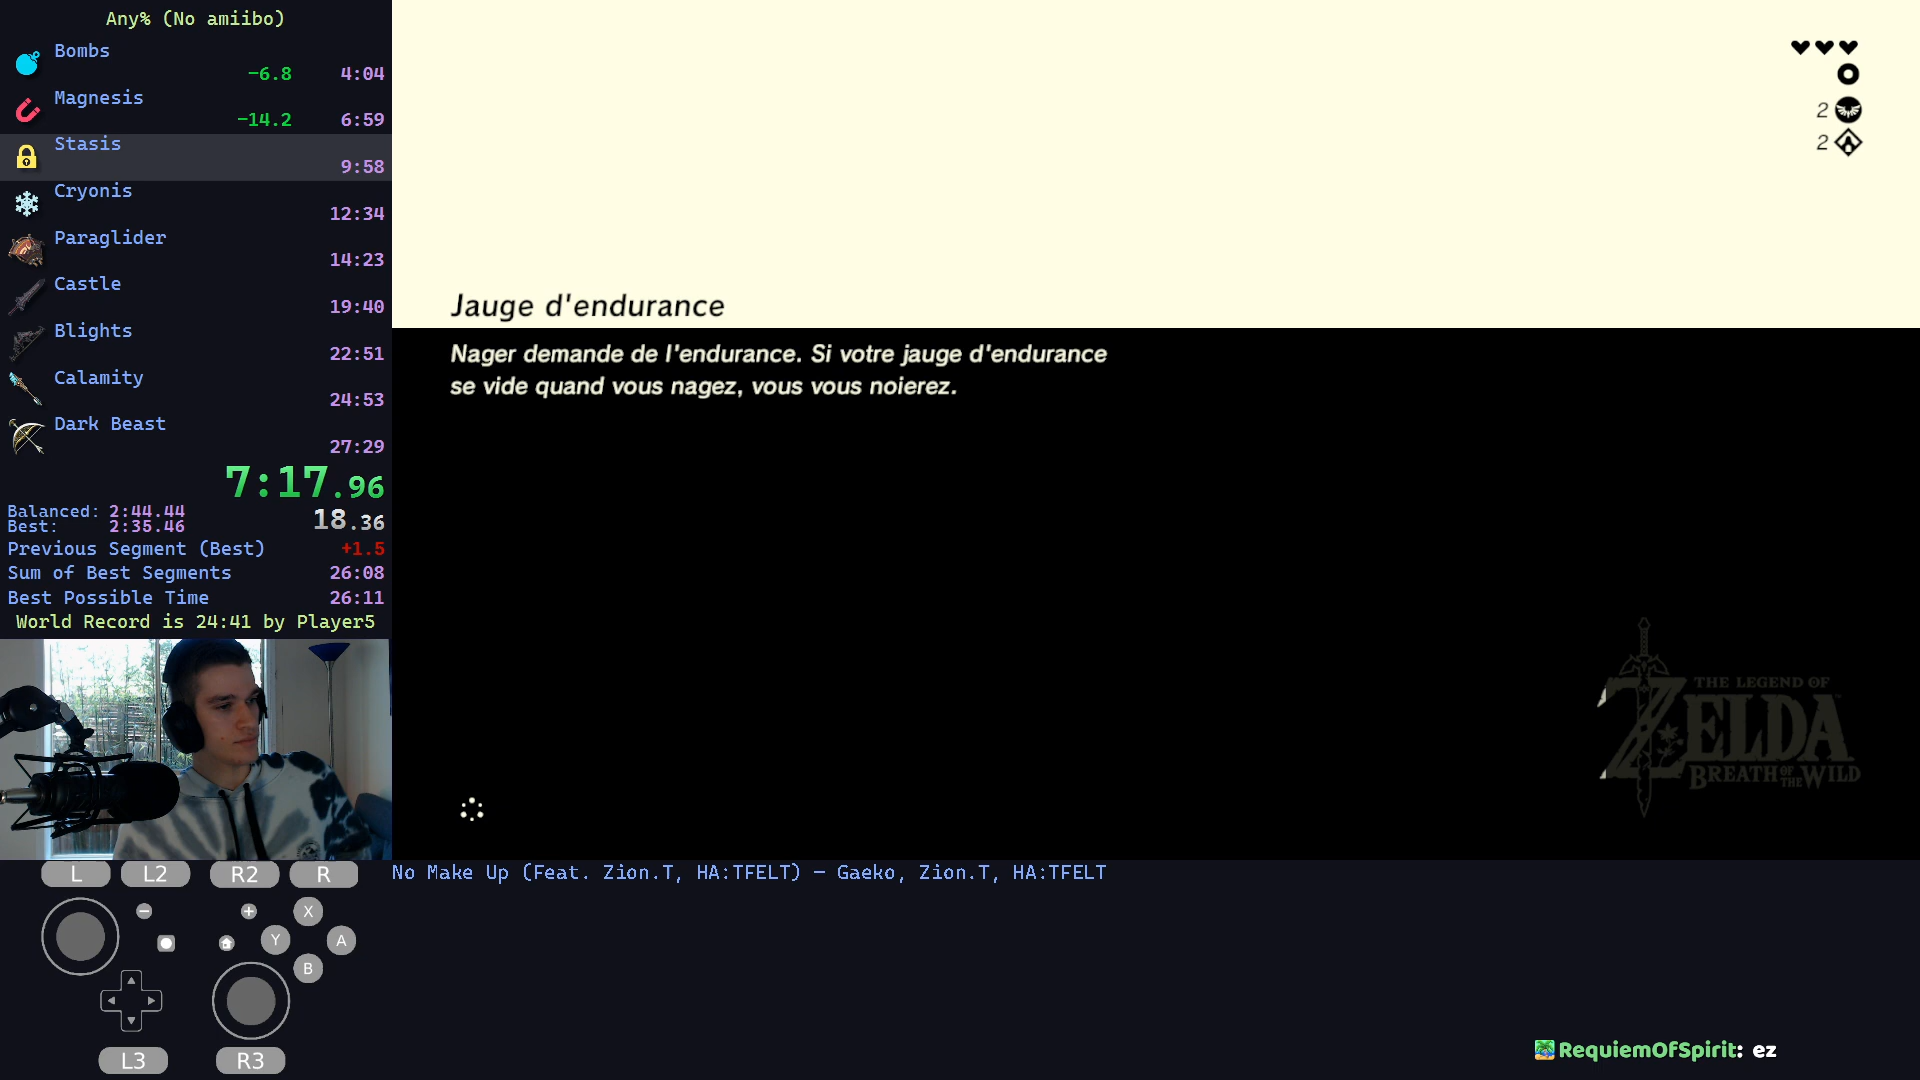 Any% (No amiibo)
Bombs
−6.8 4:04
Magnesis
−14.2 6:59
Stasis
9:58
Cryonis
12:34
Paraglider
14:23
Castle
19:40
Blights
22:51
Calamity
24:53
Dark Beast
27:29
7:17.96
Balanced: 2:44.44
Best: 2:35.46
18.36
Previous Segment (Best) +1.5
Sum of Best Segments 26:08
Best Possible Time 26:11
World Record is 24:41 by Player5
2
2
Jauge d'endurance
Nager demande de l'endurance. Si votre jauge d'endurance
se vide quand vous nagez, vous vous noierez.
THE LEGEND OF
ZELDA
BREATH OF THE WILD
L L2 R2 R
X
Y A
B
L3 R3
No Make Up (Feat. Zion.T, HA:TFELT) – Gaeko, Zion.T, HA:TFELT
RequiemOfSpirit: ez